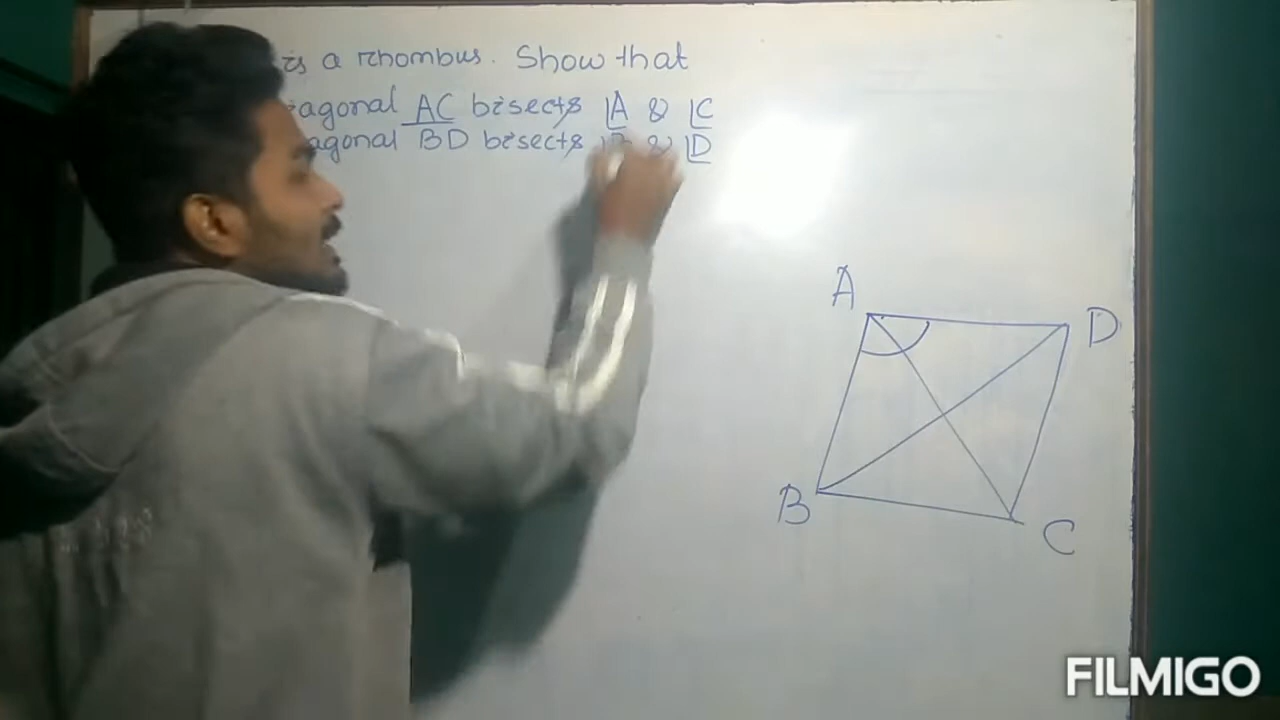 is a rhombus. Show that
agonal AC bisects ∠A & ∠C
agonal BD bisects & ∠D
A
D
B
C
FILMIGO